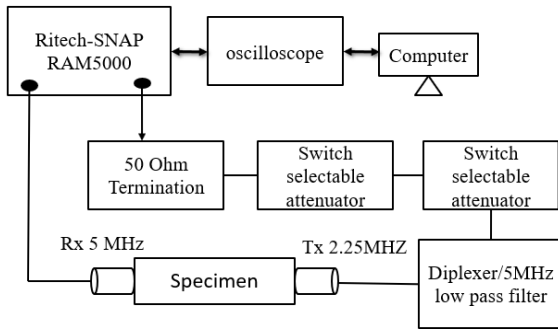 Ritech-SNAP
RAM5000
oscilloscope
Computer
50 Ohm
Termination
Switch
selectable
attenuator
Switch
selectable
attenuator
Rx 5 MHz
Specimen
Tx 2.25MHZ
Diplexer/5MHz
low pass filter